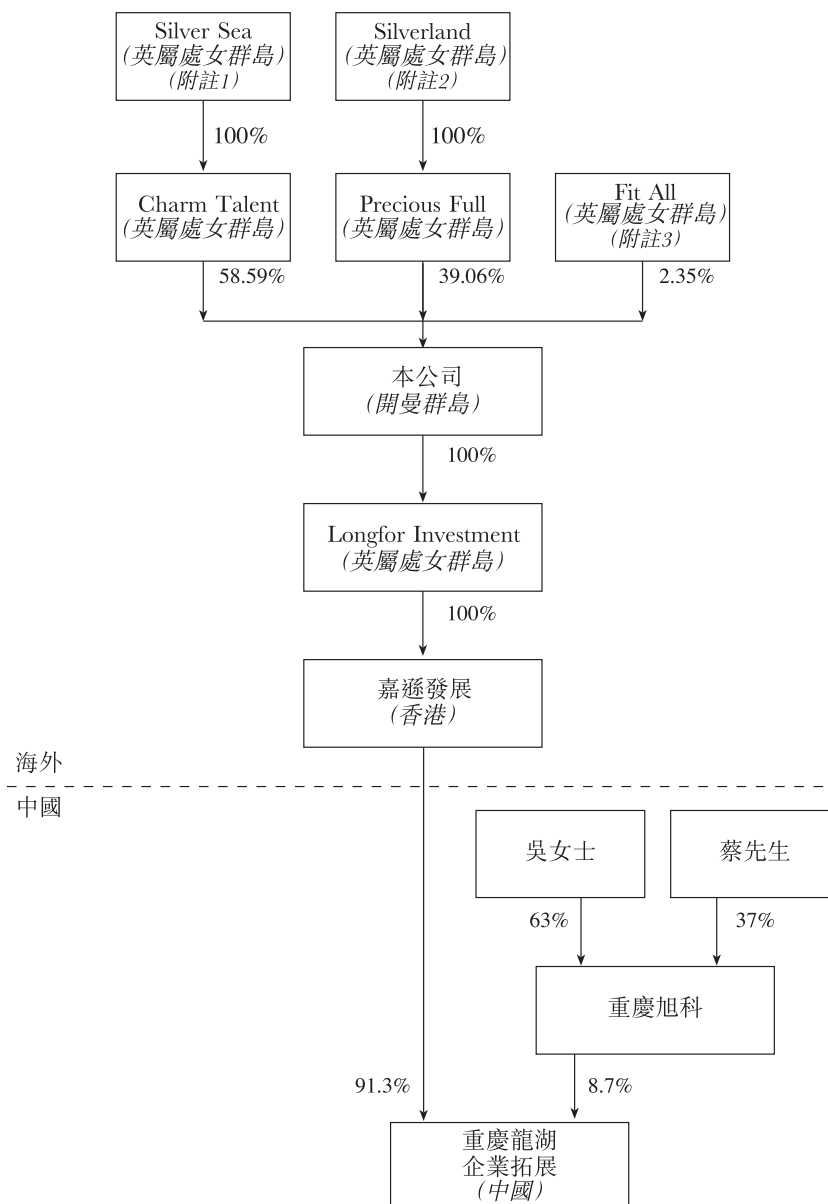 Silver Sea
(英屬處女群島)
(附註1)
Silverland
(英屬處女群島)
(附註2)
100%
100%
Charm Talent
(英屬處女群島)
Precious Full
(英屬處女群島)
Fit All
(英屬處女群島)
(附註3)
58.59%
39.06%
2.35%
本公司
(開曼群島)
100%
Longfor Investment
(英屬處女群島)
100%
嘉遜發展
(香港)
海外
中國
吳女士
蔡先生
63%
37%
重慶旭科
91.3%
8.7%
重慶龍湖
企業拓展
(中國)